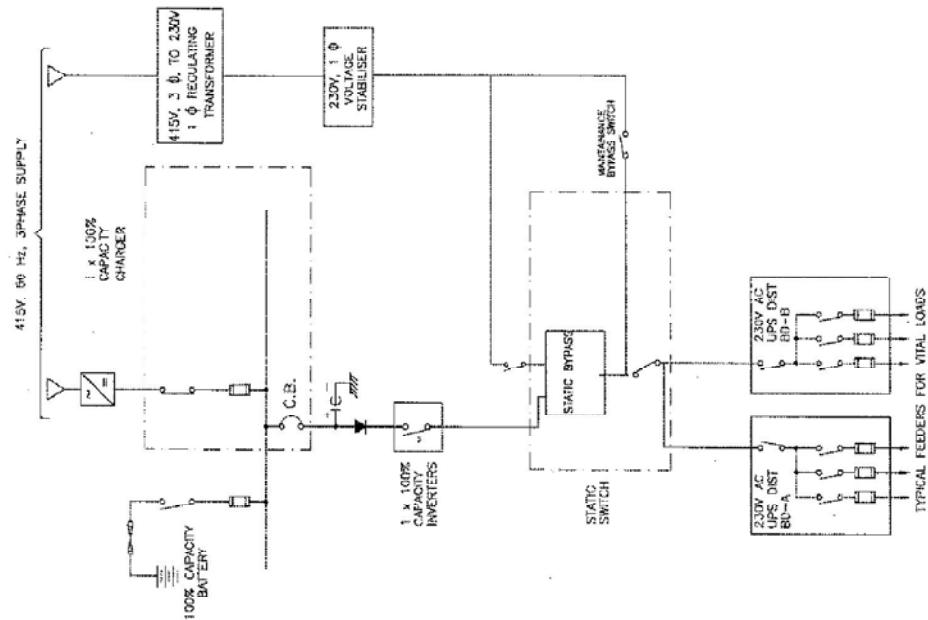 415V, 50 Hz, 3PHASE SUPPLY
415V, 3 Φ, TO 230V
1 Φ REGULATING
TRANSFORMER
230V, 1 Φ
VOLTAGE
STABILISER
1 x 100%
CAPACITY
CHARGER
MANTANANCE
BYPASS SWITCH
~
=
C.B.
+
C
100% CAPACITY
BATTERY
1 x 100%
CAPACITY
INVERTERS
STATIC BYPASS
STATIC
SWITCH
230V AC
UPS DIST
BD-A
230V AC
UPS DIST
BD-B
TYPICAL FEEDERS FOR VITAL LOADS